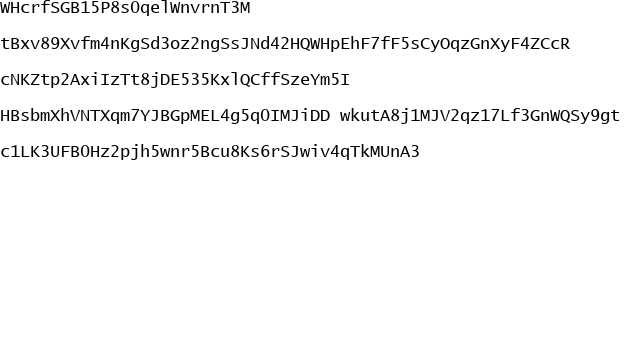 WHcrfSGB15P8sOqelWnvrnT3M
tBxv89Xvfm4nKgSd3oz2ngSsJNd42HQWHpEhF7fF5sCyOqzGnXyF4ZCcR
cNKZtp2AxiIzTt8jDE535KxlQCffSzeYm5I
HBsbmXhVNTXqm7YJBGpMEL4g5qOIMJiDD wkutA8j1MJV2qz17Lf3GnWQSy9gt
c1LK3UFBOHz2pjh5wnr5Bcu8Ks6rSJwiv4qTkMUnA3